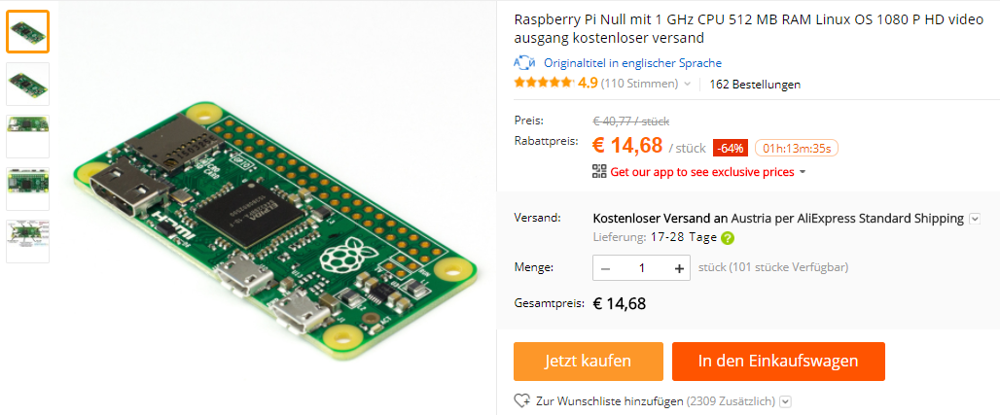 Raspberry Pi Null mit 1 GHz CPU 512 MB RAM Linux OS 1080 P HD video
ausgang kostenloser versand
Originaltitel in englischer Sprache
4.9 (110 Stimmen)
162 Bestellungen
Preis:
€ 40,77 / stück
Rabattpreis:
€ 14,68 / stück
-64%
01h:13m:35s
Get our app to see exclusive prices
Versand:
Kostenloser Versand an Austria per AliExpress Standard Shipping
Lieferung: 17-28 Tage ?
Menge:
− 1 +
stück (101 stücke Verfügbar)
Gesamtpreis:
€ 14,68
Jetzt kaufen
In den Einkaufswagen
Zur Wunschliste hinzufügen (2309 Zusätzlich)
HDMI
ELPIDA
RUN
ACT